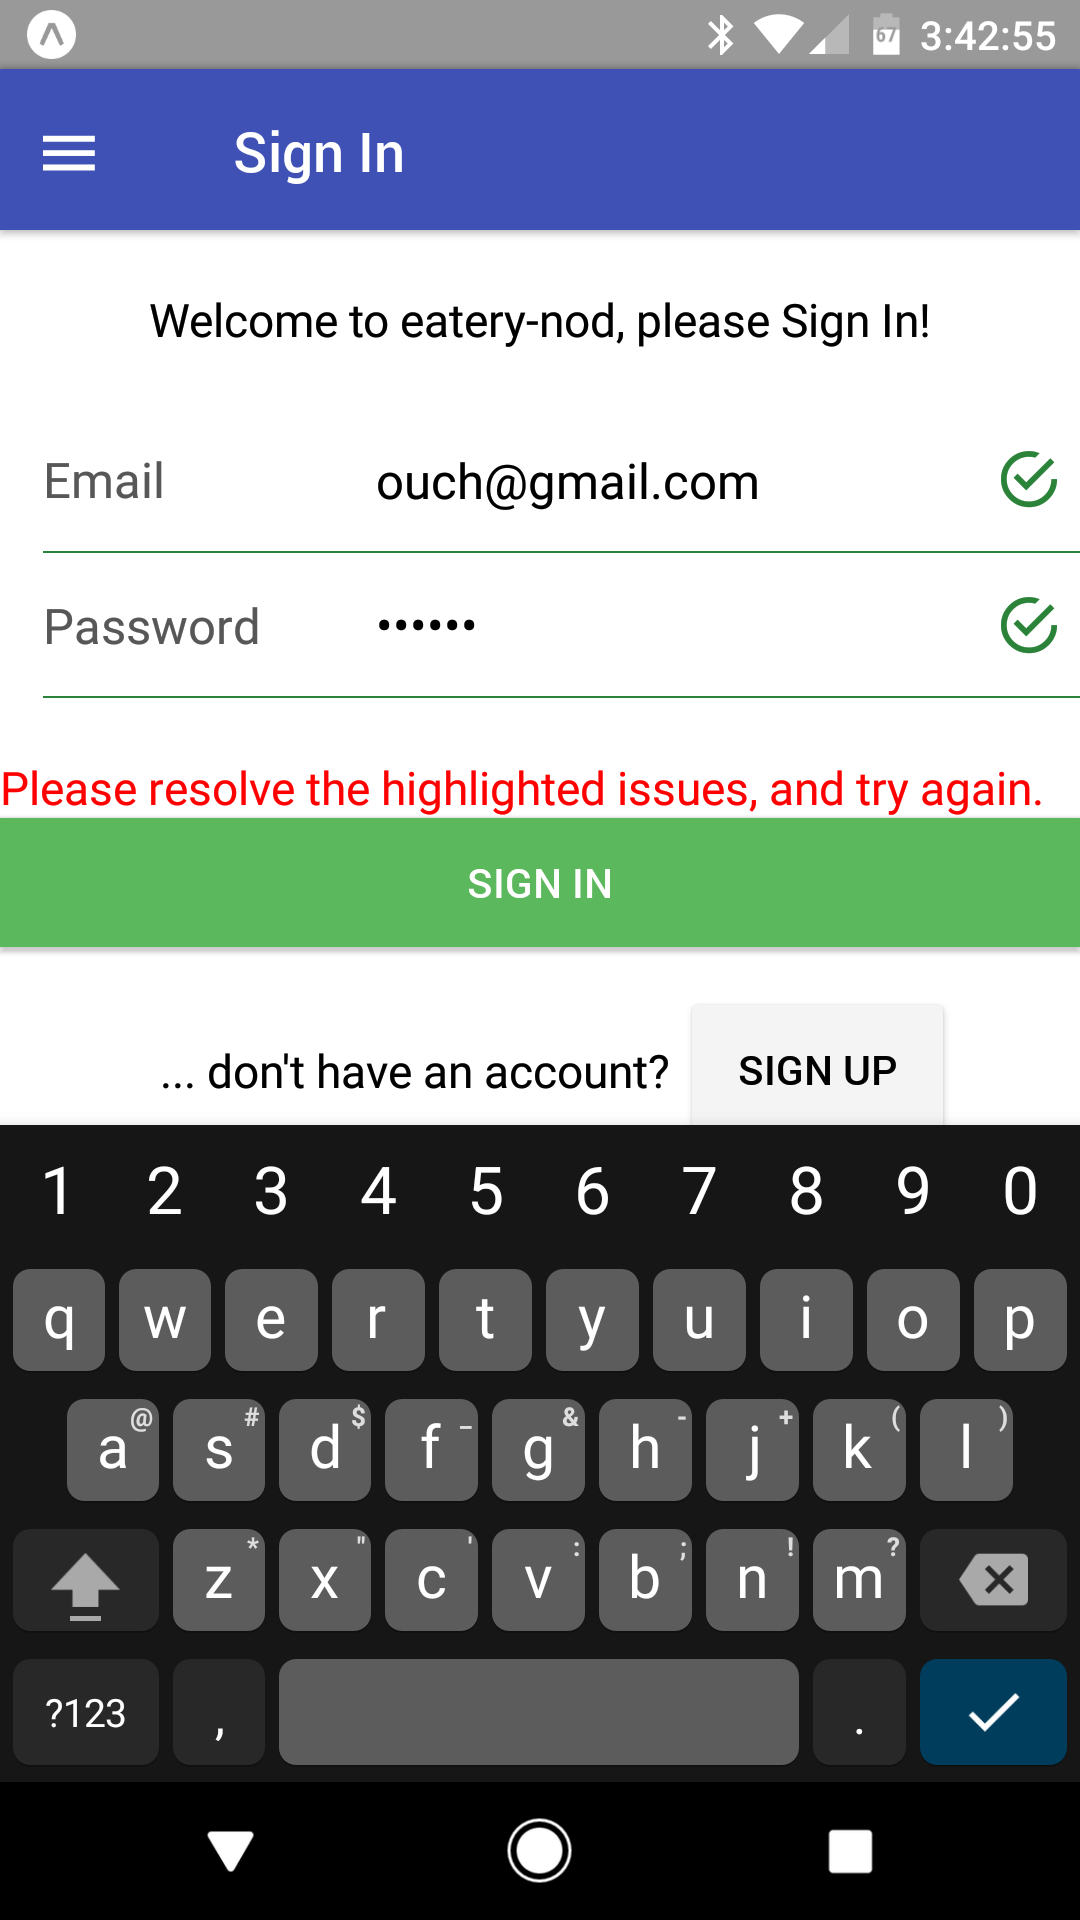 67 3:42:55
Sign In
Welcome to eatery-nod, please Sign In!
Email ouch@gmail.com
Password ••••••
Please resolve the highlighted issues, and try again.
SIGN IN
... don't have an account? SIGN UP
1 2 3 4 5 6 7 8 9 0
q w e r t y u i o p
@ # $ _ & - + ( )
a s d f g h j k l
* " ' : ; ! ?
z x c v b n m
?123 , .